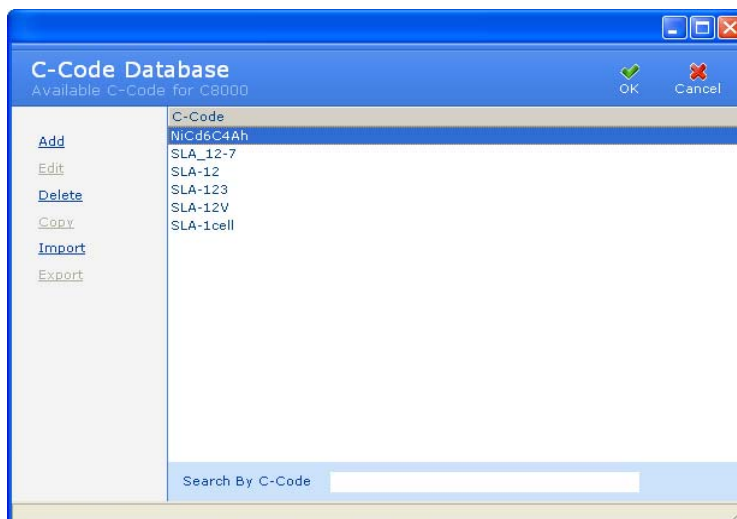 C-Code Database
Available C-Code for C8000
OK
Cancel
Add
Edit
Delete
Copy
Import
Export
C-Code
NiCd6C4Ah
SLA_12-7
SLA-12
SLA-123
SLA-12V
SLA-1cell
Search By C-Code